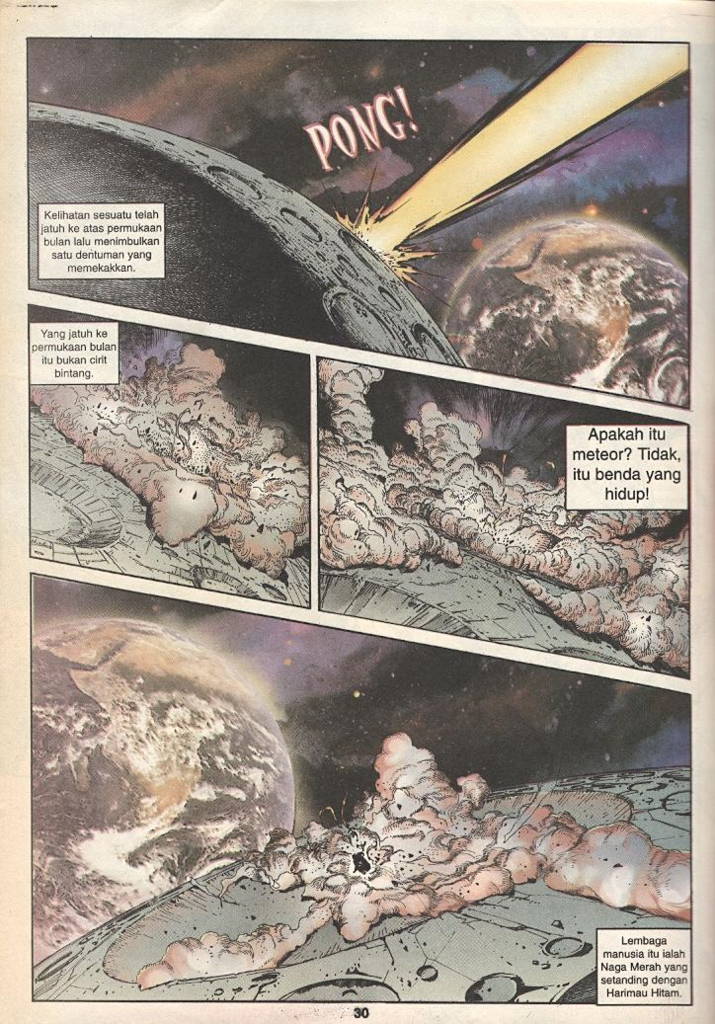 PONG!
Kelihatan sesuatu telah
jatuh ke atas permukaan
bulan lalu menimbulkan
satu dentuman yang
memekakkan.
Yang jatuh ke
permukaan bulan
itu bukan cirit
bintang.
Apakah itu
meteor? Tidak,
itu benda yang
hidup!
Lembaga
manusia itu ialah
Naga Merah yang
setanding dengan
Harimau Hitam.
30